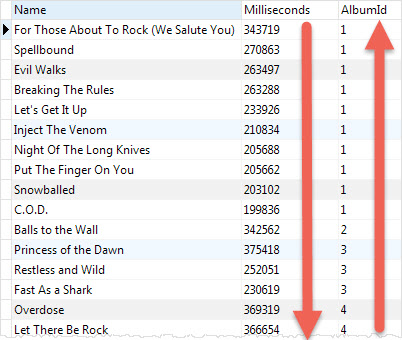 Name Milliseconds AlbumId
For Those About To Rock (We Salute You) 343719 1
Spellbound 270863 1
Evil Walks 263497 1
Breaking The Rules 263288 1
Let's Get It Up 233926 1
Inject The Venom 210834 1
Night Of The Long Knives 205688 1
Put The Finger On You 205662 1
Snowballed 203102 1
C.O.D. 199836 1
Balls to the Wall 342562 2
Princess of the Dawn 375418 3
Restless and Wild 252051 3
Fast As a Shark 230619 3
Overdose 369319 4
Let There Be Rock 366654 4